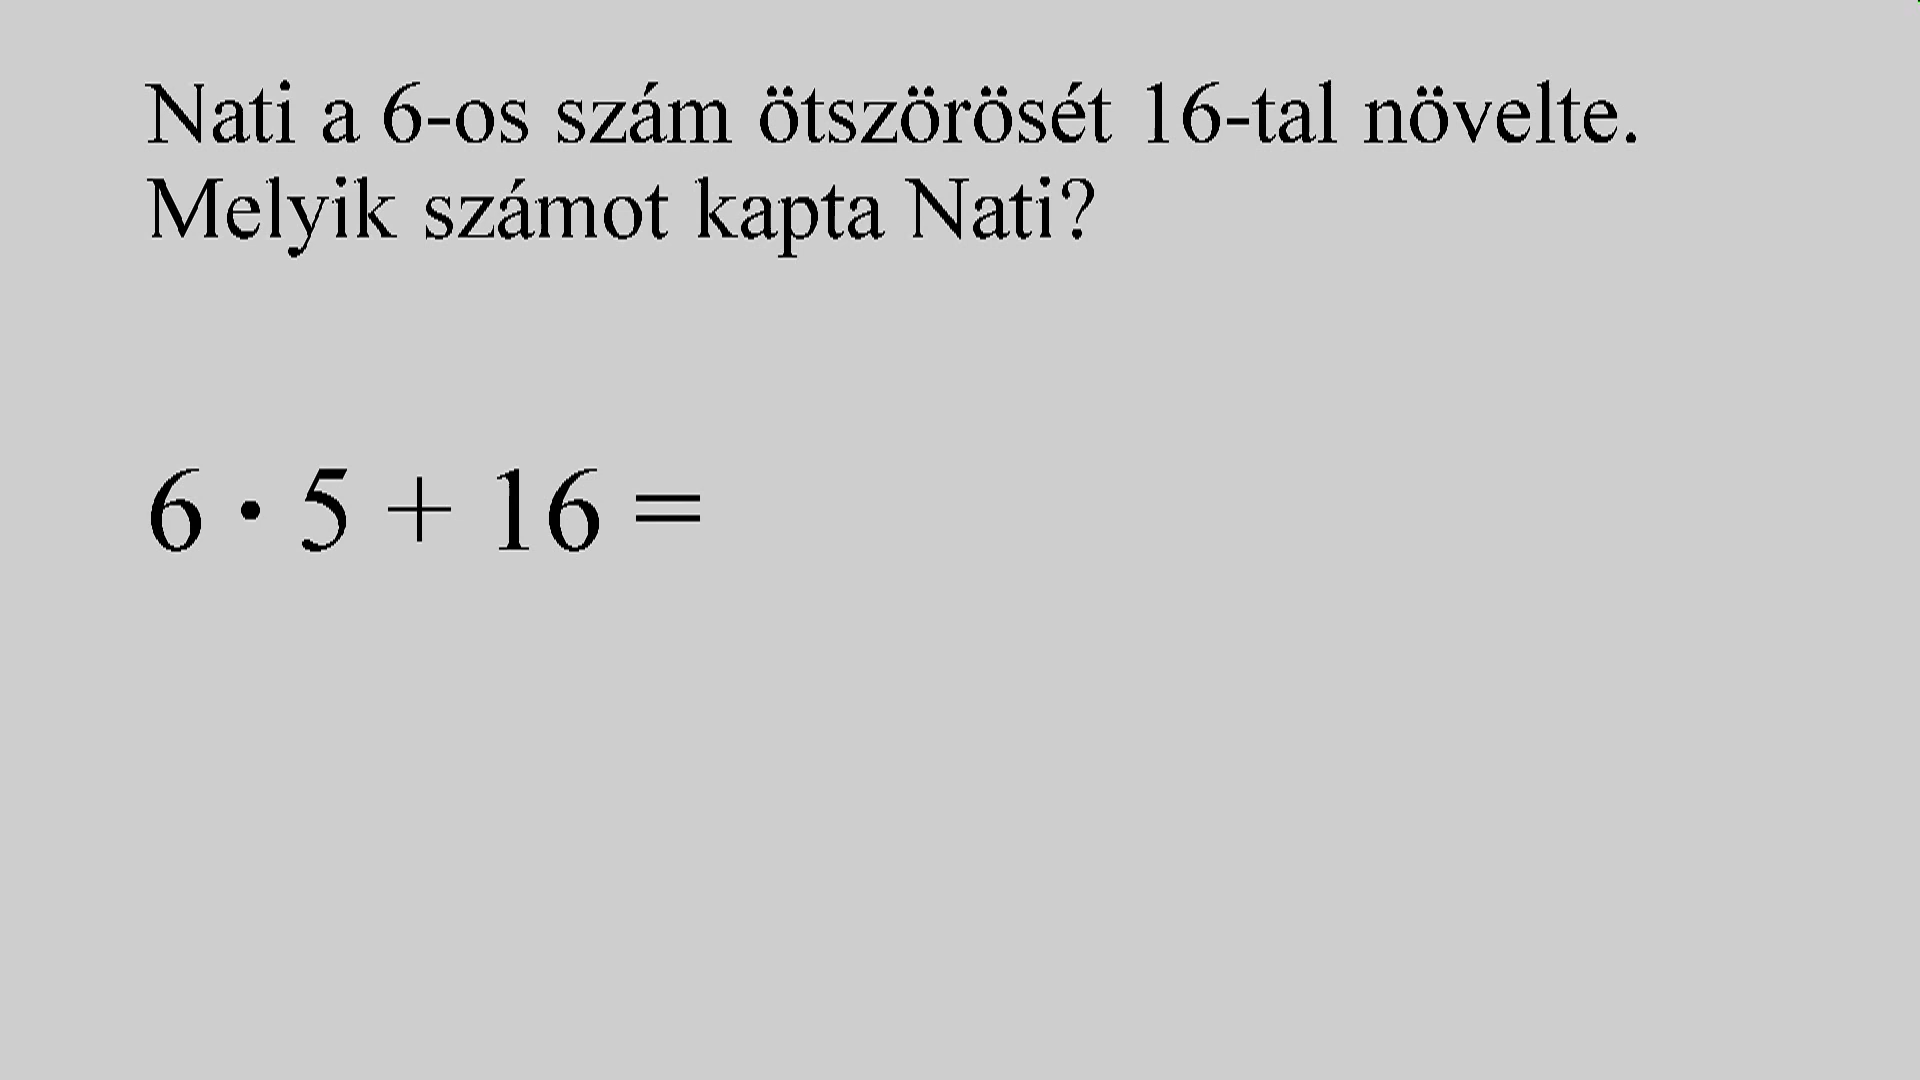 Nati a 6-os szám ötszörösét 16-tal növelte.
Melyik számot kapta Nati?
6 · 5 + 16 =